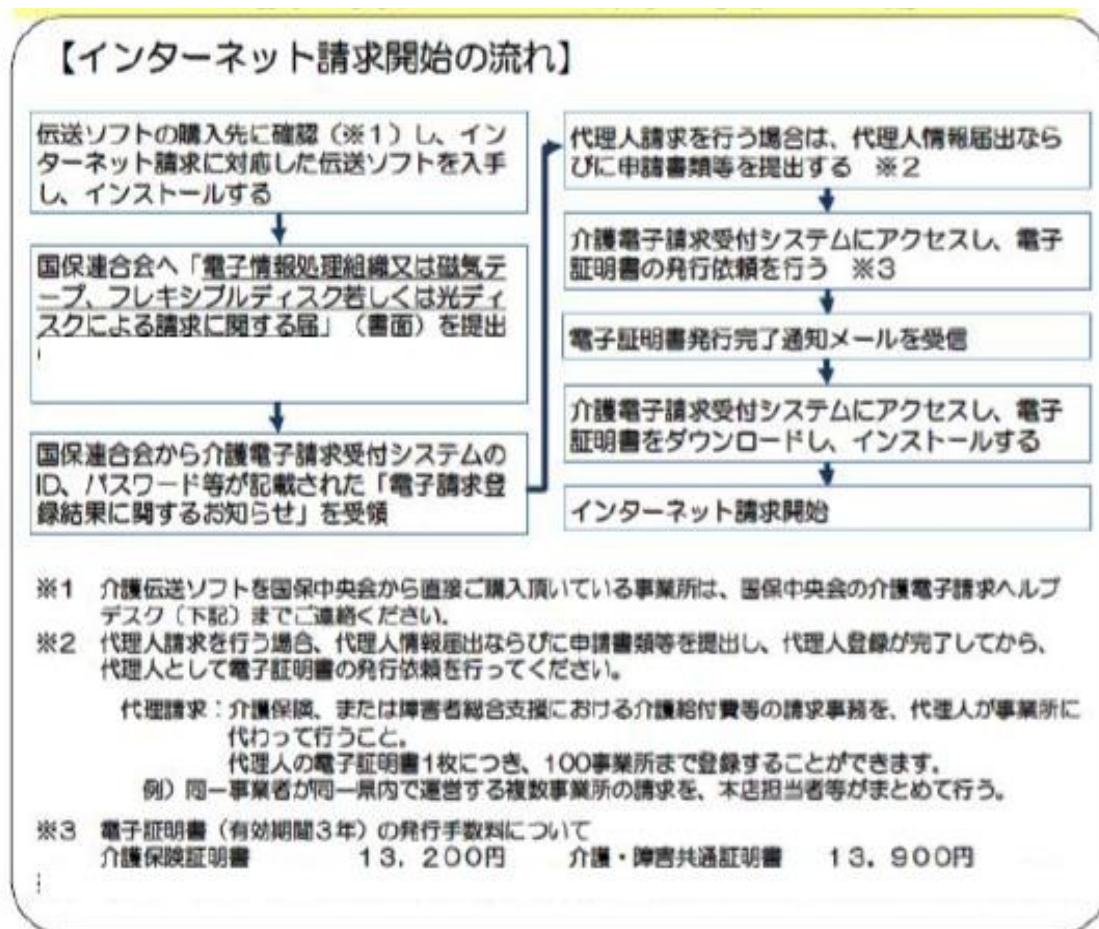 【インターネット請求開始の流れ】
伝送ソフトの購入先に確認（※１）し、イン
ターネット請求に対応した伝送ソフトを入手
し、インストールする
国保連合会へ「電子情報処理組織又は磁気テ
ープ、フレキシブルディスク若しくは光ディ
スクによる請求に関する届」（書面）を提出
国保連合会から介護電子請求受付システムの
ID、パスワード等が記載された「電子請求登
録結果に関するお知らせ」を受領
代理人請求を行う場合は、代理人情報届出なら
びに申請書類等を提出する　※２
介護電子請求受付システムにアクセスし、電子
証明書の発行依頼を行う　※３
電子証明書発行完了通知メールを受信
介護電子請求受付システムにアクセスし、電子
証明書をダウンロードし、インストールする
インターネット請求開始
※１　介護伝送ソフトを国保中央会から直接ご購入頂いている事業所は、国保中央会の介護電子請求ヘルプ
デスク（下記）までご連絡ください。
※２　代理人請求を行う場合、代理人情報届出ならびに申請書類等を提出し、代理人登録が完了してから、
代理人として電子証明書の発行依頼を行ってください。
代理請求：介護保険、または障害者総合支援における介護給付費等の請求事務を、代理人が事業所に
代わって行うこと。
代理人の電子証明書1枚につき、100事業所まで登録することができます。
例）同一事業者が同一県内で運営する複数事業所の請求を、本店担当者等がまとめて行う。
※３　電子証明書（有効期間３年）の発行手数料について
介護保険証明書　　　１３，２００円　　介護・障害共通証明書　１３，９００円